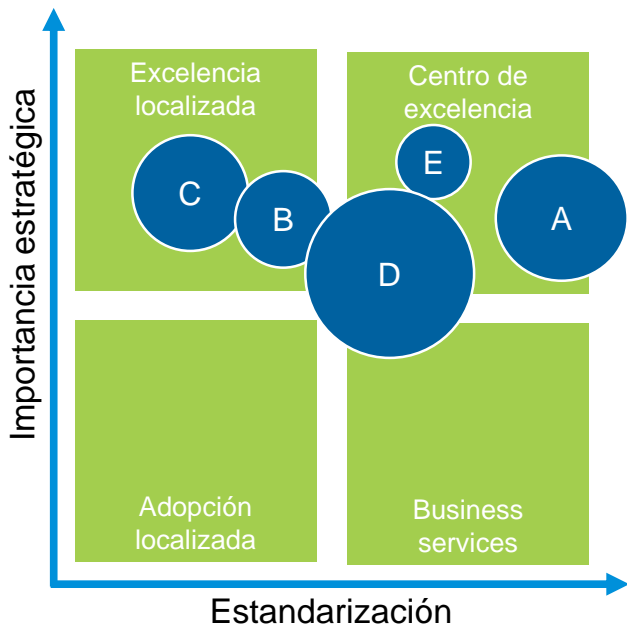 Importancia estratégica
Excelencia
localizada
Centro de
excelencia
C
B
E
A
D
Adopción
localizada
Business
services
Estandarización